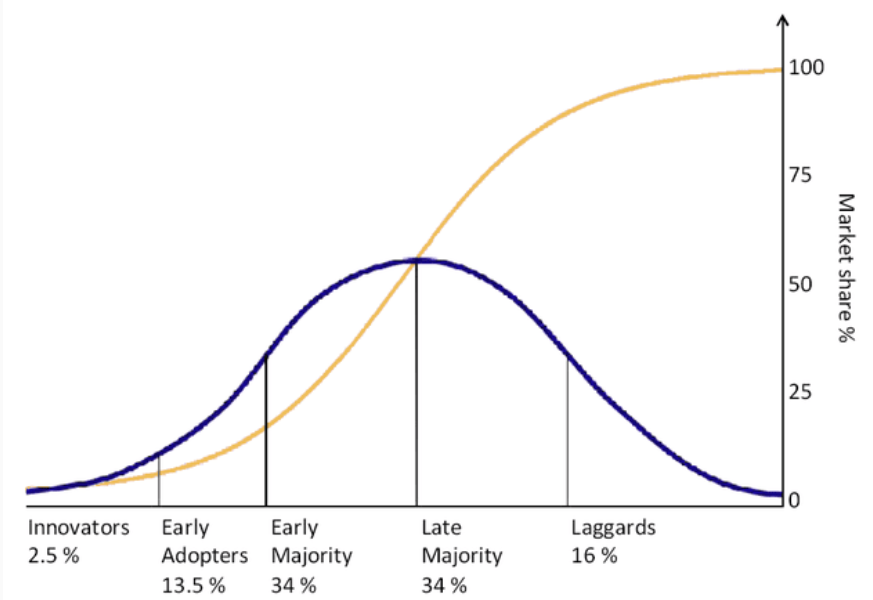 100
75
50
25
0
Market share %
Innovators
2.5 %
Early
Adopters
13.5 %
Early
Majority
34 %
Late
Majority
34 %
Laggards
16 %